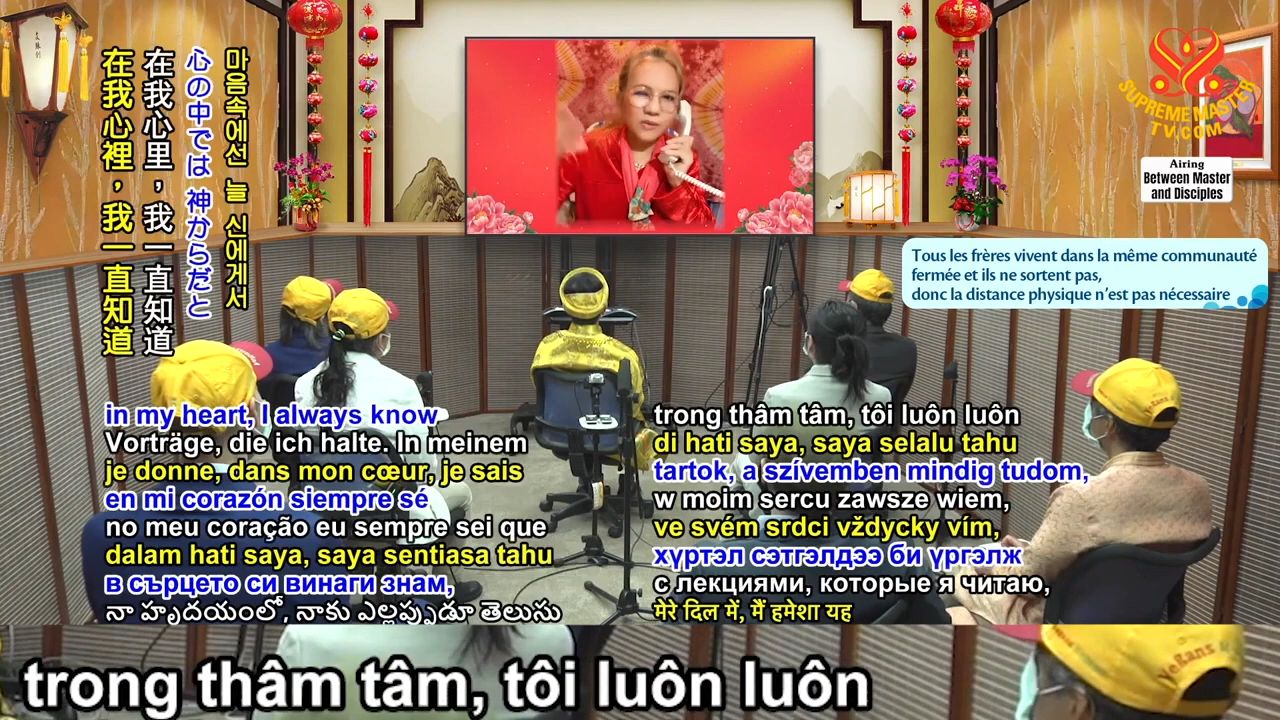 마음속에선 늘 신에게서
心の中では 神からだと
在我心里，我一直知道
在我心裡，我一直知道
SUPREME MASTER
TV.COM
Airing
Between Master
and Disciples
Tous les frères vivent dans la même communauté
fermée et ils ne sortent pas,
donc la distance physique n'est pas nécessaire
in my heart, I always know
Vorträge, die ich halte. In meinem
je donne, dans mon cœur, je sais
en mi corazón siempre sé
no meu coração eu sempre sei que
dalam hati saya, saya sentiasa tahu
в сърцето си винаги знам,
నా హృదయంలో, నాకు ఎల్లప్పుడూ తెలుసు
trong thâm tâm, tôi luôn luôn
di hati saya, saya selalu tahu
tartok, a szívemben mindig tudom,
w moim sercu zawsze wiem,
ve svém srdci vždycky vím,
хүртэл сэтгэлдээ би үргэлж
с лекциями, которые я читаю,
मेरे दिल में, मैं हमेशा यह
trong thâm tâm, tôi luôn luôn